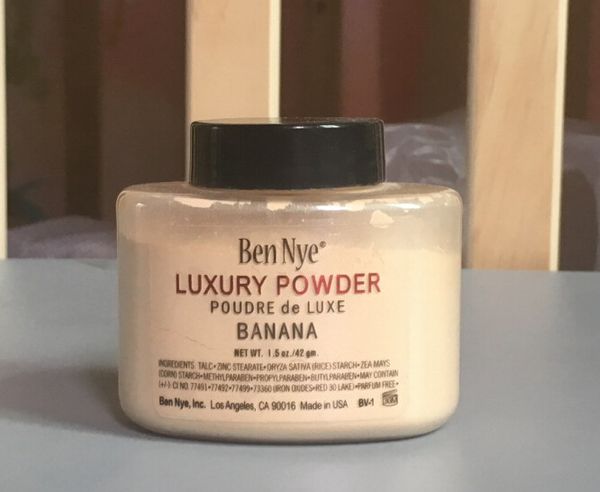 Ben Nye®
LUXURY POWDER
POUDRE de LUXE
BANANA
NET WT. 1.5 oz./42 gm.
INGREDIENTS: TALC•ZINC STEARATE•ORYZA SATIVA (RICE) STARCH•ZEA MAYS
(CORN) STARCH•METHYLPARABEN•PROPYLPARABEN•BUTYLPARABEN•MAY CONTAIN
(+/-) CI NO. 77491•77492•77499•73360 (IRON OXIDES•RED 30 LAKE)•PARFUM FREE•
Ben Nye, Inc. Los Angeles, CA 90016 Made in USA BV-1